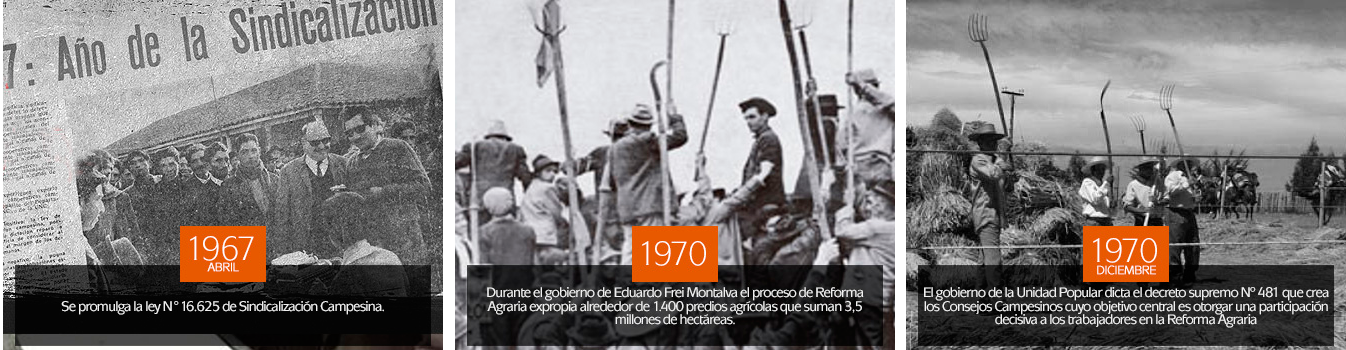 7: Año de la Sindicalización
1967
ABRIL
Se promulga la ley N° 16.625 de Sindicalización Campesina.
1970
Durante el gobierno de Eduardo Frei Montalva el proceso de Reforma
Agraria expropia alrededor de 1.400 predios agrícolas que suman 3,5
millones de hectáreas.
1970
DICIEMBRE
El gobierno de la Unidad Popular dicta el decreto supremo Nº 481 que crea
los Consejos Campesinos cuyo objetivo central es otorgar una participación
decisiva a los trabajadores en la Reforma Agraria